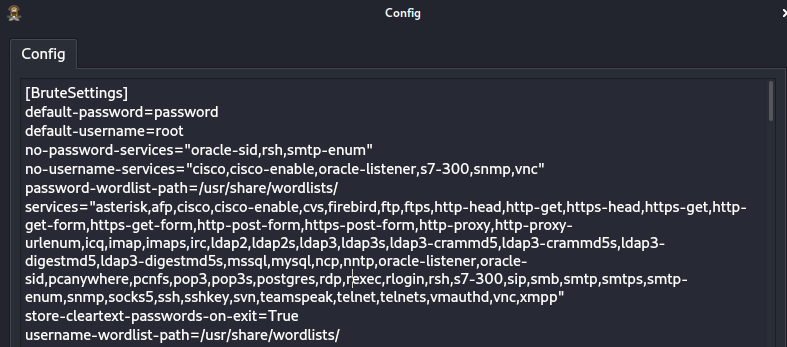 Config
Config
[BruteSettings]
default-password=password
default-username=root
no-password-services="oracle-sid,rsh,smtp-enum"
no-username-services="cisco,cisco-enable,oracle-listener,s7-300,snmp,vnc"
password-wordlist-path=/usr/share/wordlists/
services="asterisk,afp,cisco,cisco-enable,cvs,firebird,ftp,ftps,http-head,http-get,https-head,https-get,http-
get-form,https-get-form,http-post-form,https-post-form,http-proxy,http-proxy-
urlenum,icq,imap,imaps,irc,ldap2,ldap2s,ldap3,ldap3s,ldap3-crammd5,ldap3-crammd5s,ldap3-
digestmd5,ldap3-digestmd5s,mssql,mysql,ncp,nntp,oracle-listener,oracle-
sid,pcanywhere,pcnfs,pop3,pop3s,postgres,rdp,rexec,rlogin,rsh,s7-300,sip,smb,smtp,smtps,smtp-
enum,snmp,socks5,ssh,sshkey,svn,teamspeak,telnet,telnets,vmauthd,vnc,xmpp"
store-cleartext-passwords-on-exit=True
username-wordlist-path=/usr/share/wordlists/